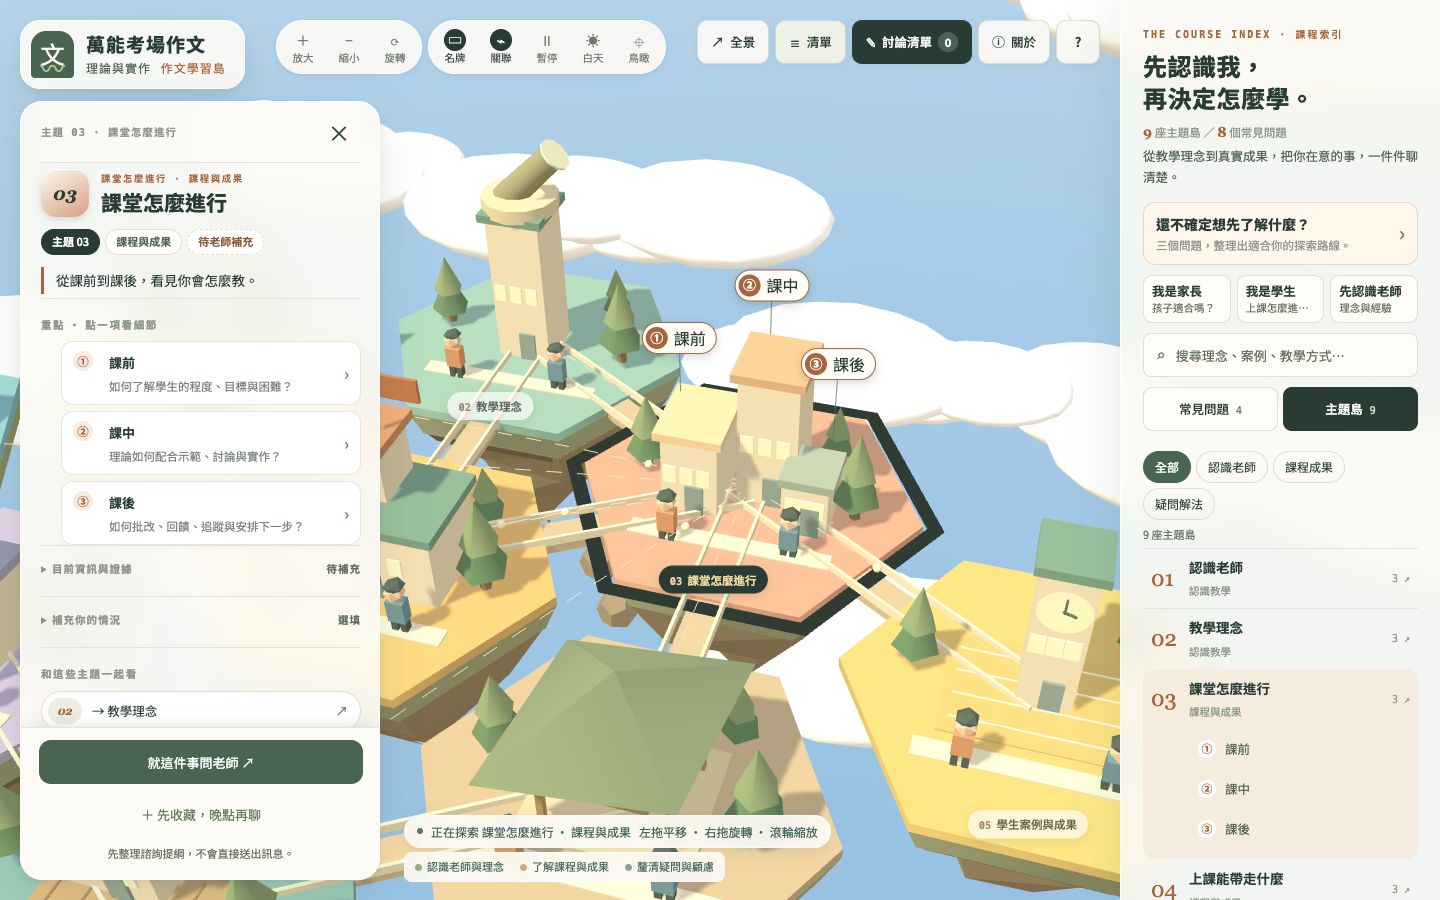 文
萬能考場作文
理論與實作 作文學習島
放大
縮小
旋轉
名牌
關聯
暫停
白天
鳥瞰
↗ 全景
≡ 清單
✎ 討論清單 0
ⓘ 關於
?
主題 03 · 課堂怎麼進行
03
課堂怎麼進行 · 課程與成果
課堂怎麼進行
主題 03
課程與成果
待老師補充
從課前到課後，看見你會怎麼教。
重點 · 點一項看細節
① 課前
如何了解學生的程度、目標與困難？
② 課中
理論如何配合示範、討論與實作？
③ 課後
如何批改、回饋、追蹤與安排下一步？
▸ 目前資訊與證據 待補充
▸ 補充你的情況 選填
和這些主題一起看
02 → 教學理念 ↗
就這件事問老師 ↗
＋ 先收藏，晚點再聊
先整理諮詢提綱，不會直接送出訊息。
② 課中
① 課前
③ 課後
02 教學理念
03 課堂怎麼進行
05 學生案例與成果
正在探索 課堂怎麼進行 · 課程與成果 左拖平移 · 右拖旋轉 · 滾輪縮放
認識老師與理念
了解課程與成果
釐清疑問與顧慮
THE COURSE INDEX · 課程索引
先認識我，
再決定怎麼學。
9 座主題島 ／ 8 個常見問題
從教學理念到真實成果，把你在意的事，一件件聊
清楚。
還不確定想先了解什麼？
三個問題，整理出適合你的探索路線。
我是家長
孩子適合嗎？
我是學生
上課怎麼進…
先認識老師
理念與經驗
搜尋理念、案例、教學方式…
常見問題 4
主題島 9
全部
認識老師
課程成果
疑問解法
9 座主題島
01 認識老師 3 ↗
認識教學
02 教學理念 3 ↗
認識教學
03 課堂怎麼進行 3 ↗
課程與成果
① 課前
② 課中
③ 課後
04 上課能帶走什麼 3 ↗